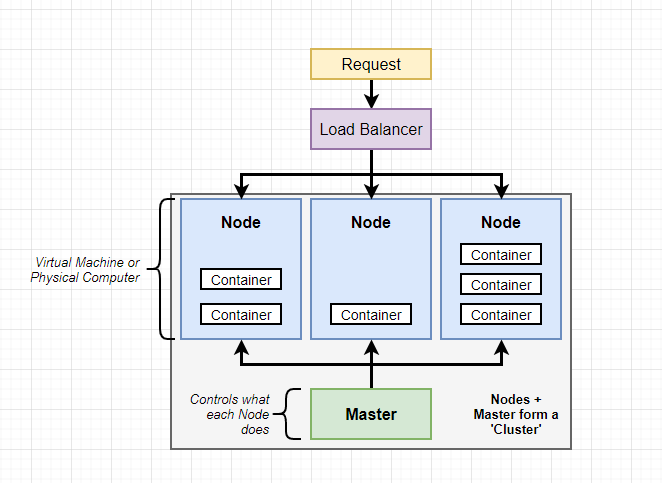 Request
Load Balancer
Node
Node
Node
Virtual Machine or
Physical Computer
Container
Container
Container
Container
Container
Container
Controls what
each Node
does
Master
Nodes +
Master form a
'Cluster'